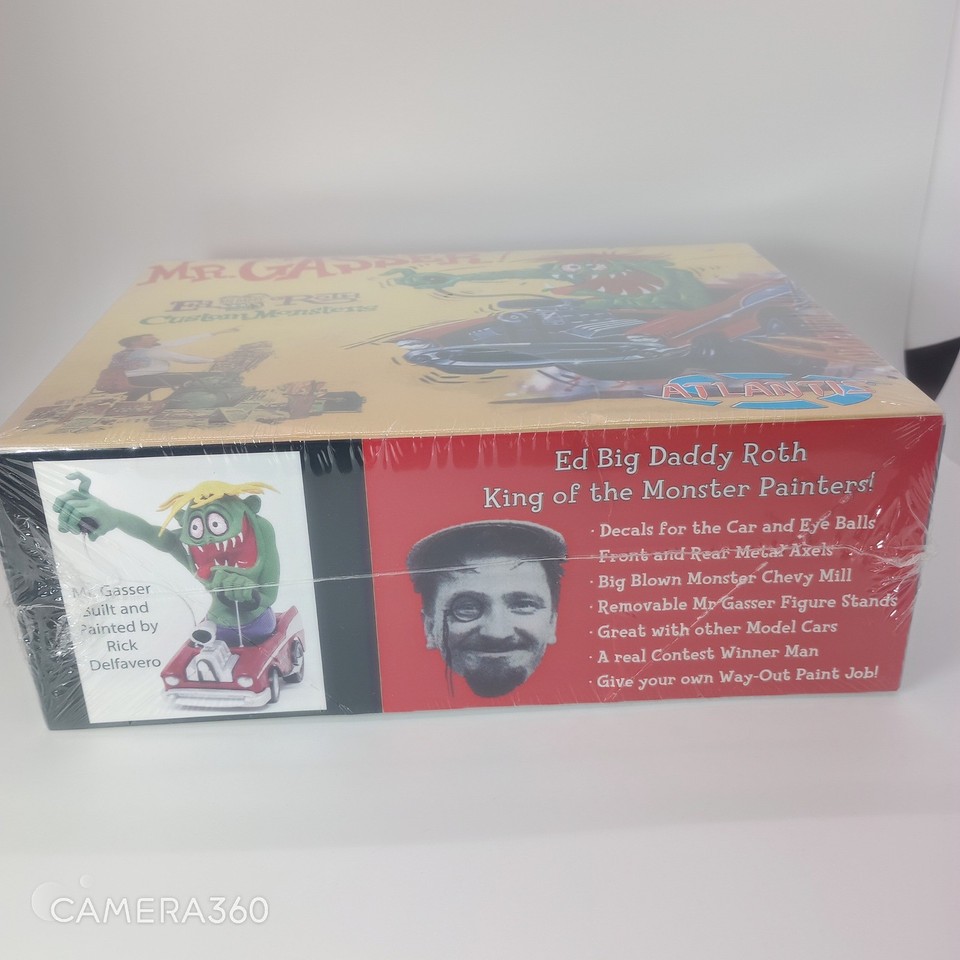 MR. GASSER
Ed "Big Daddy" Roth
Custom Monsters
ATLANTIS
Ed Big Daddy Roth
King of the Monster Painters!
· Decals for the Car and Eye Balls
· Front and Rear Metal Axels
· Big Blown Monster Chevy Mill
· Removable Mr Gasser Figure Stands
· Great with other Model Cars
· A real Contest Winner Man
· Give your own Way-Out Paint Job!
Mr Gasser
Built and
Painted by
Rick
Delfavero
CAMERA360